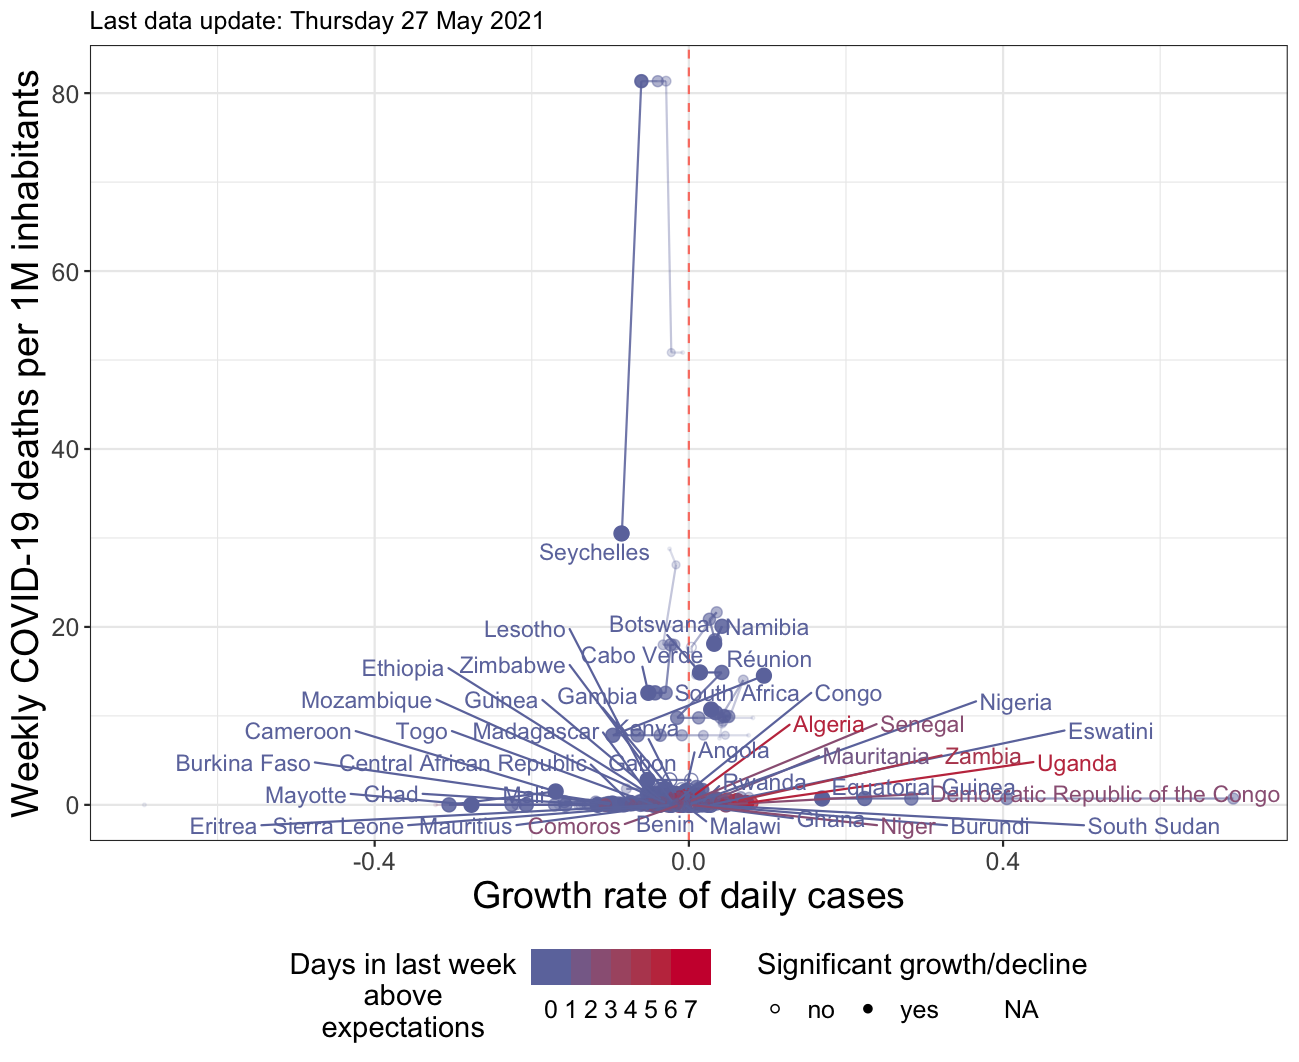 Last data update: Thursday 27 May 2021
Weekly COVID-19 deaths per 1M inhabitants
80
60
40
20
0
Seychelles
Lesotho
Botswana
Namibia
Cabo Verde
Réunion
Ethiopia
Zimbabwe
Mozambique
Guinea
Gambia
South Africa
Congo
Nigeria
Cameroon
Togo
Madagascar
Kenya
Algeria
Senegal
Eswatini
Burkina Faso
Central African Republic
Gabon
Angola
Mauritania
Zambia
Uganda
Mayotte
Chad
Mali
Rwanda
Equatorial Guinea
Democratic Republic of the Congo
Eritrea
Sierra Leone
Mauritius
Comoros
Benin
Malawi
Ghana
Niger
Burundi
South Sudan
-0.4
0.0
0.4
Growth rate of daily cases
Days in last week
above
expectations
0 1 2 3 4 5 6 7
Significant growth/decline
no
yes
NA